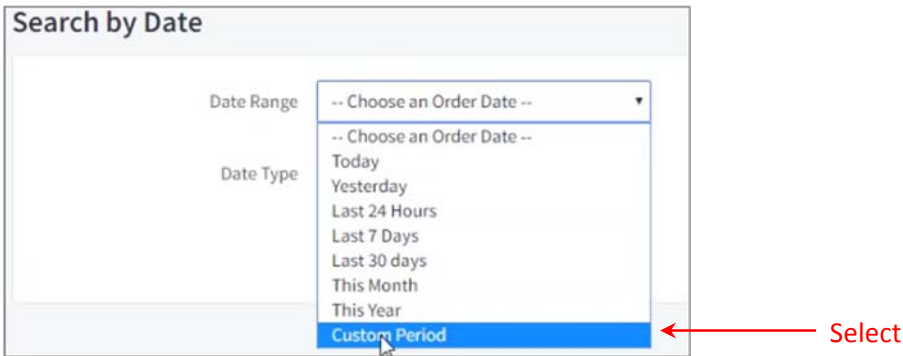 Search by Date
Date Range
-- Choose an Order Date --
-- Choose an Order Date --
Today
Date Type
Yesterday
Last 24 Hours
Last 7 Days
Last 30 days
This Month
This Year
Custom Period
Select